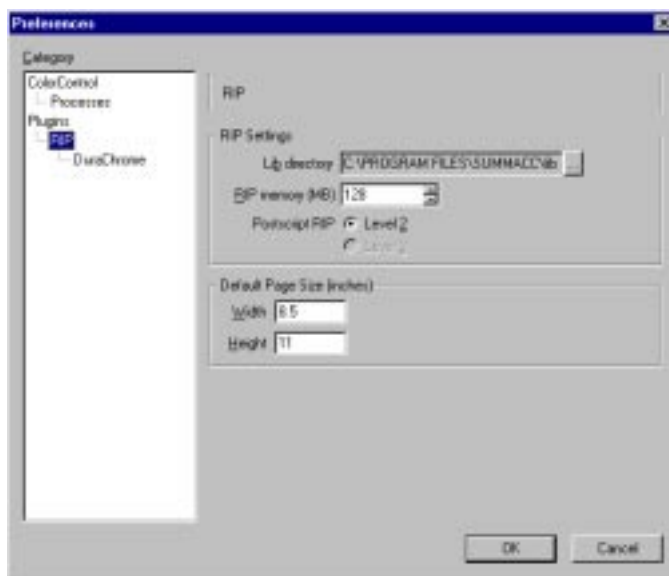 Preferences
Category
ColorControl
Processes
Plugins
RIP
DuraChrome
RIP
RIP Settings
Lib directory C:\PROGRAM FILES\SUMMACC\lib ...
RIP memory (MB) 128
Postscript RIP Level 2
Level
Default Page Size (inches)
Width 8.5
Height 11
OK Cancel